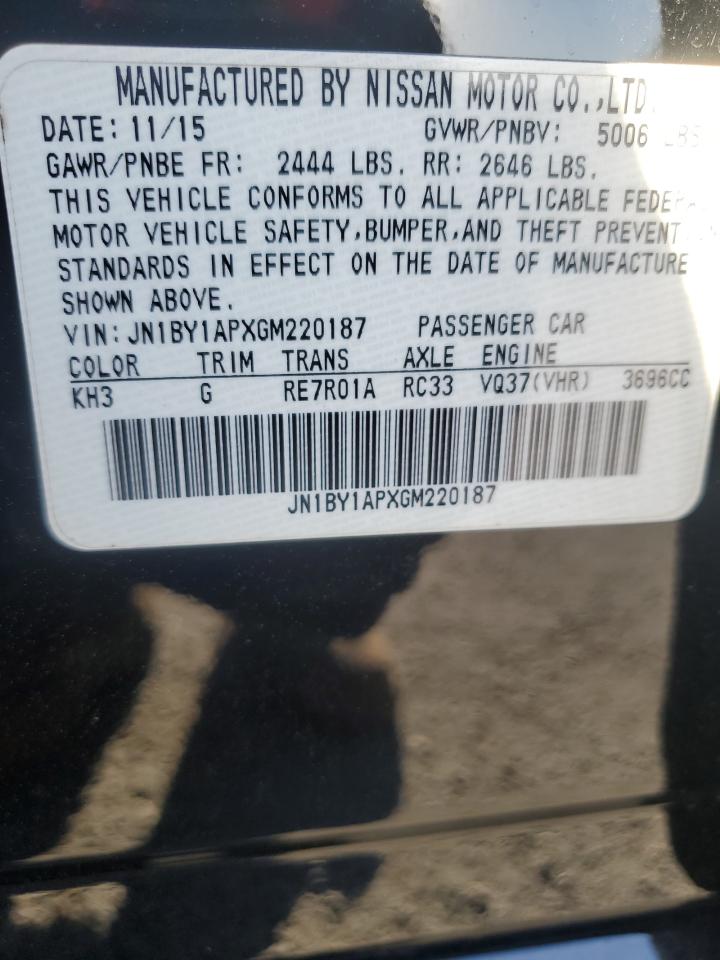 MANUFACTURED BY NISSAN MOTOR CO.,LTD.
DATE: 11/15 GVWR/PNBV: 5006 LBS
GAWR/PNBE FR: 2444 LBS. RR: 2646 LBS.
THIS VEHICLE CONFORMS TO ALL APPLICABLE FEDERAL
MOTOR VEHICLE SAFETY,BUMPER,AND THEFT PREVENTION
STANDARDS IN EFFECT ON THE DATE OF MANUFACTURE
SHOWN ABOVE.
VIN: JN1BY1APXGM220187 PASSENGER CAR
COLOR TRIM TRANS AXLE ENGINE
KH3 G RE7R01A RC33 VQ37(VHR) 3696CC
JN1BY1APXGM220187